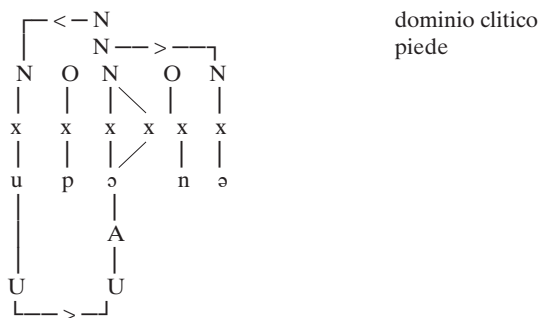 < N dominio clitico
N > piede
N O N O N
x x x x x x
u p ɔ n ə
A
U U
>